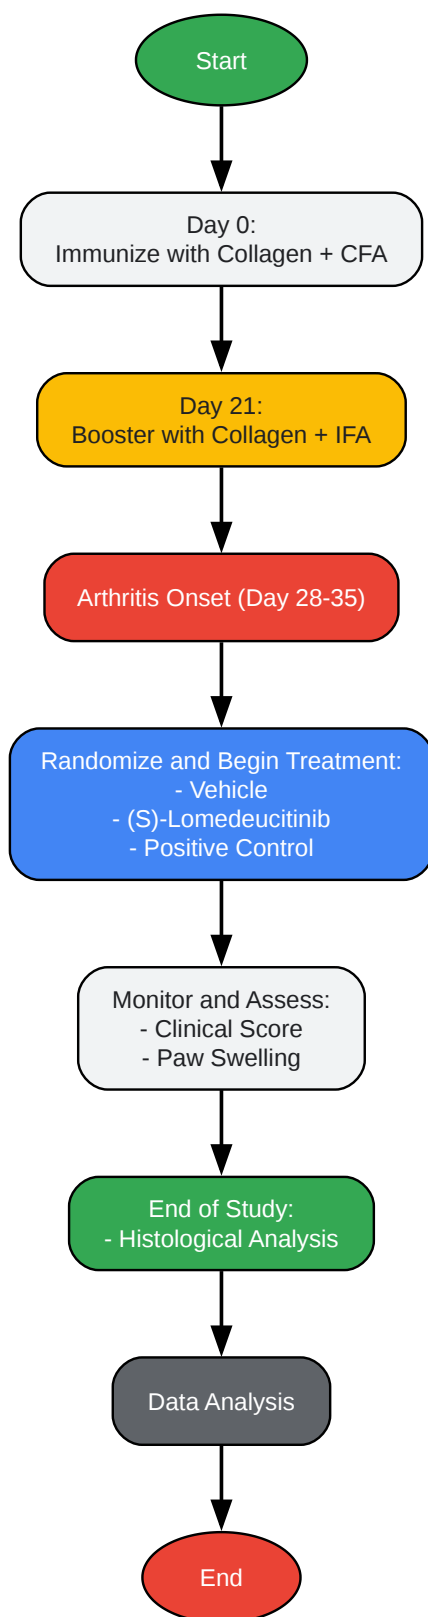 Start
Day 0:
Immunize with Collagen + CFA
Day 21:
Booster with Collagen + IFA
Arthritis Onset (Day 28-35)
Randomize and Begin Treatment:
- Vehicle
- (S)-Lomedeucitinib
- Positive Control
Monitor and Assess:
- Clinical Score
- Paw Swelling
End of Study:
- Histological Analysis
Data Analysis
End